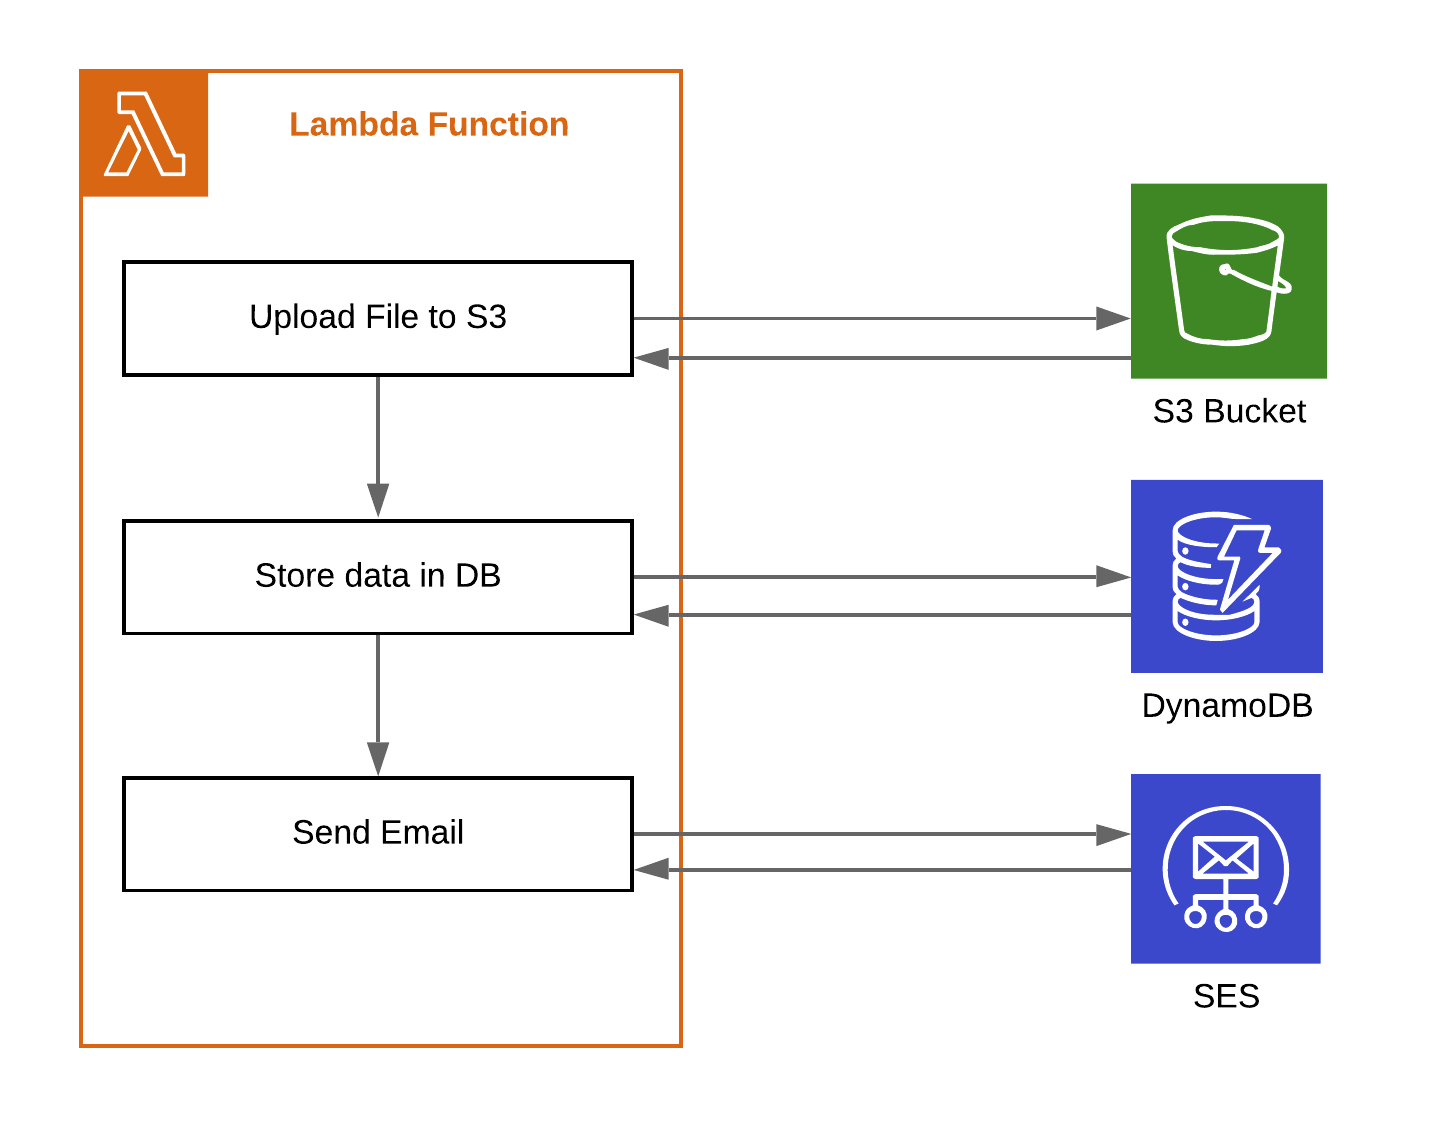 Lambda Function
Upload File to S3
S3 Bucket
Store data in DB
DynamoDB
Send Email
SES